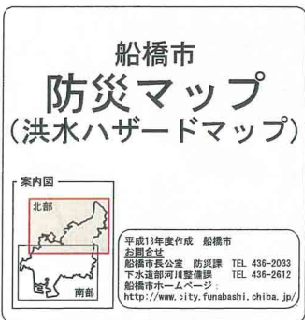 船橋市
防災マップ
(洪水ハザードマップ)
案内図
北部
南部
平成18年度作成 船橋市
お問合せ
船橋市長公室 防災課 TEL 436-2033
下水道部河川整備課 TEL 436-2612
船橋市ホームページ:
http://www.city.funabashi.chiba.jp/